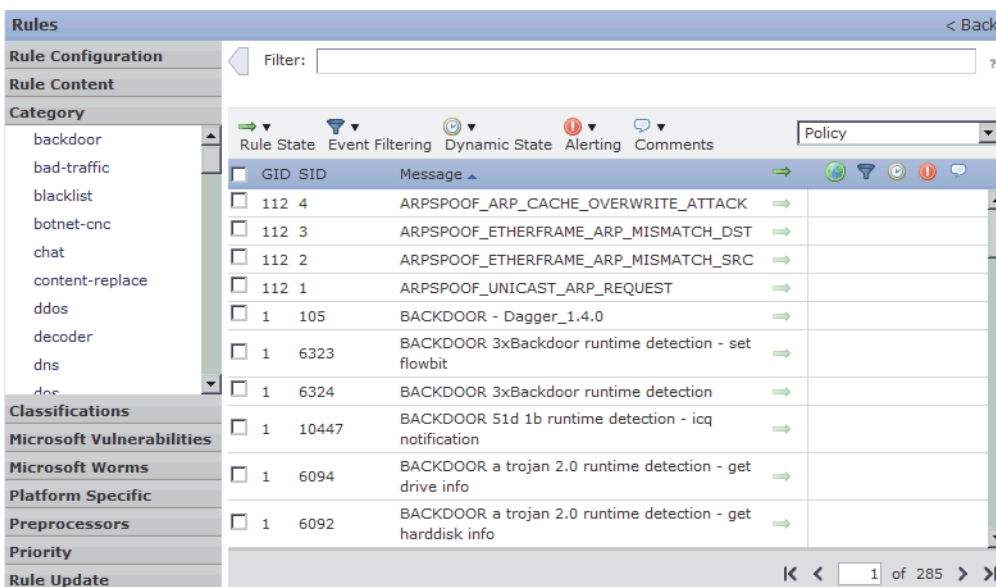 Rules < Back
Rule Configuration
Rule Content
Category
backdoor
bad-traffic
blacklist
botnet-cnc
chat
content-replace
ddos
decoder
dns
dos
Classifications
Microsoft Vulnerabilities
Microsoft Worms
Platform Specific
Preprocessors
Priority
Rule Update
Filter: ?
Rule State Event Filtering Dynamic State Alerting Comments Policy
GID SID Message
112 4 ARPSPOOF_ARP_CACHE_OVERWRITE_ATTACK
112 3 ARPSPOOF_ETHERFRAME_ARP_MISMATCH_DST
112 2 ARPSPOOF_ETHERFRAME_ARP_MISMATCH_SRC
112 1 ARPSPOOF_UNICAST_ARP_REQUEST
1 105 BACKDOOR - Dagger_1.4.0
1 6323 BACKDOOR 3xBackdoor runtime detection - set
flowbit
1 6324 BACKDOOR 3xBackdoor runtime detection
1 10447 BACKDOOR 51d 1b runtime detection - icq
notification
1 6094 BACKDOOR a trojan 2.0 runtime detection - get
drive info
1 6092 BACKDOOR a trojan 2.0 runtime detection - get
harddisk info
1 of 285